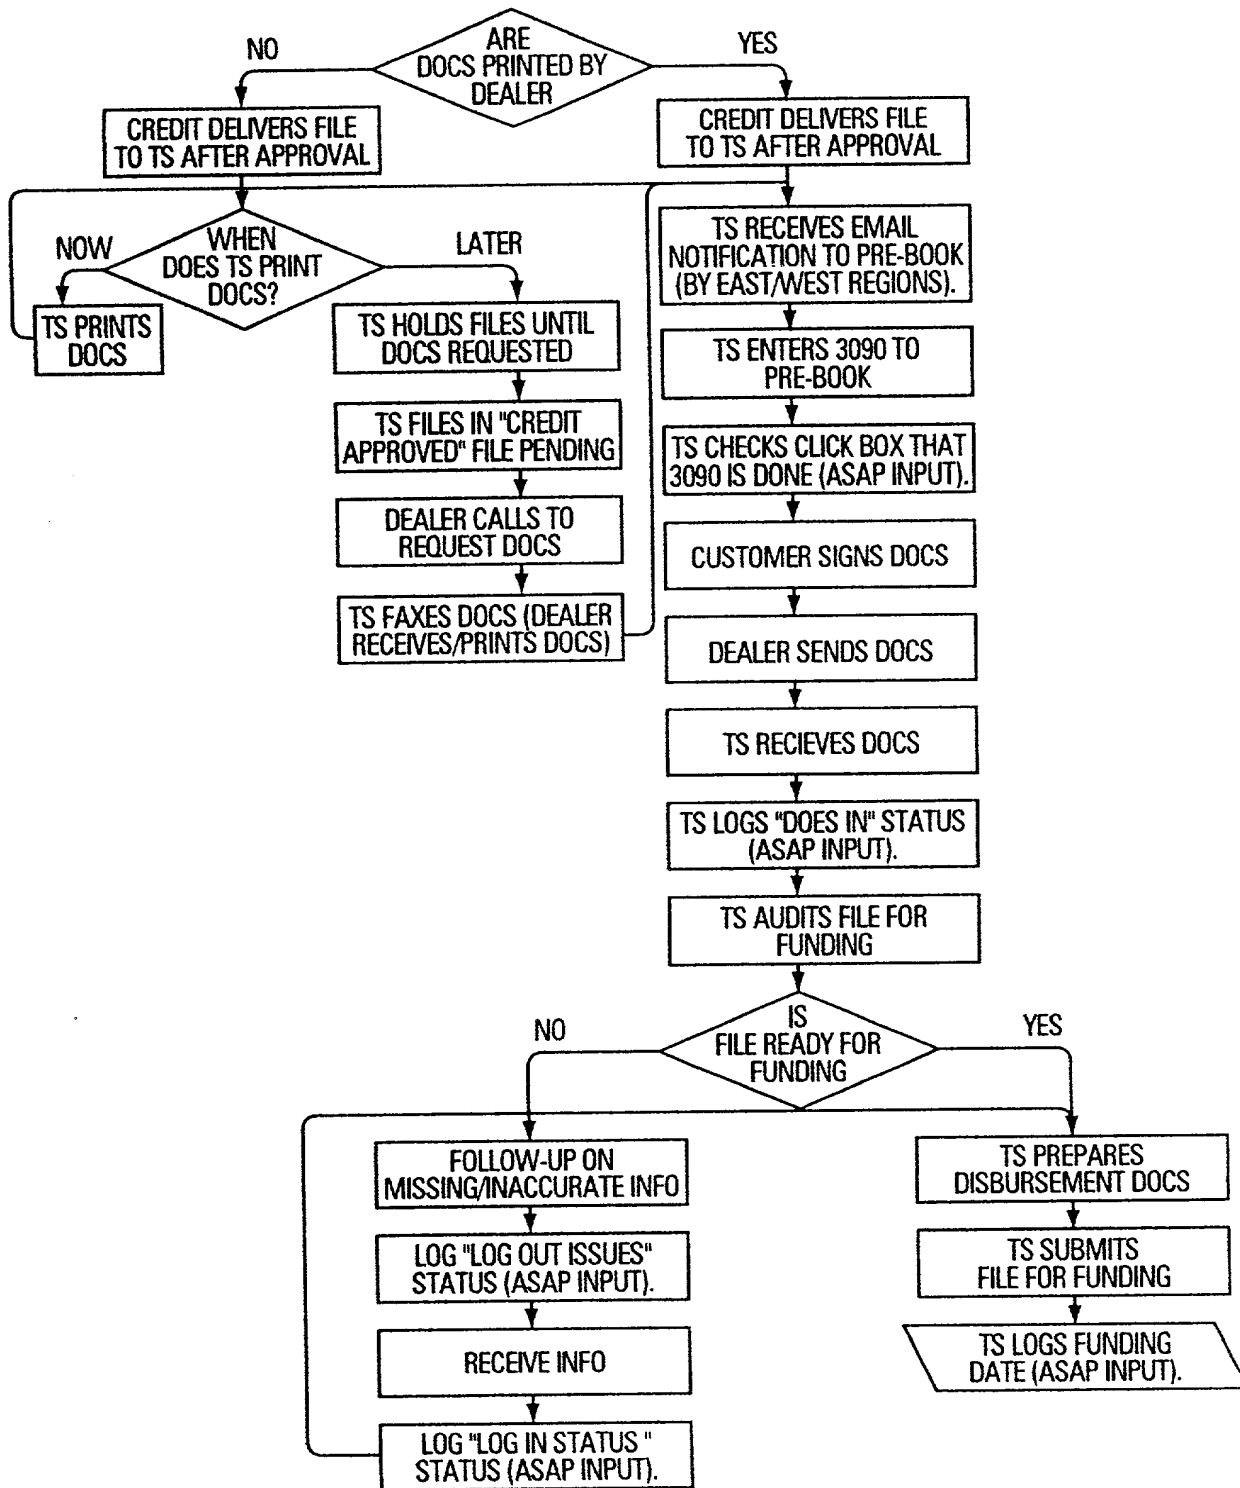 ARE
DOCS PRINTED BY
DEALER
NO
YES
CREDIT DELIVERS FILE
TO TS AFTER APPROVAL
CREDIT DELIVERS FILE
TO TS AFTER APPROVAL
WHEN
DOES TS PRINT
DOCS?
NOW
LATER
TS PRINTS
DOCS
TS HOLDS FILES UNTIL
DOCS REQUESTED
TS FILES IN "CREDIT
APPROVED" FILE PENDING
DEALER CALLS TO
REQUEST DOCS
TS FAXES DOCS (DEALER
RECEIVES/PRINTS DOCS)
TS RECEIVES EMAIL
NOTIFICATION TO PRE-BOOK
(BY EAST/WEST REGIONS).
TS ENTERS 3090 TO
PRE-BOOK
TS CHECKS CLICK BOX THAT
3090 IS DONE (ASAP INPUT).
CUSTOMER SIGNS DOCS
DEALER SENDS DOCS
TS RECIEVES DOCS
TS LOGS "DOES IN" STATUS
(ASAP INPUT).
TS AUDITS FILE FOR
FUNDING
IS
FILE READY FOR
FUNDING
NO
YES
FOLLOW-UP ON
MISSING/INACCURATE INFO
LOG "LOG OUT ISSUES"
STATUS (ASAP INPUT).
RECEIVE INFO
LOG "LOG IN STATUS "
STATUS (ASAP INPUT).
TS PREPARES
DISBURSEMENT DOCS
TS SUBMITS
FILE FOR FUNDING
TS LOGS FUNDING
DATE (ASAP INPUT).